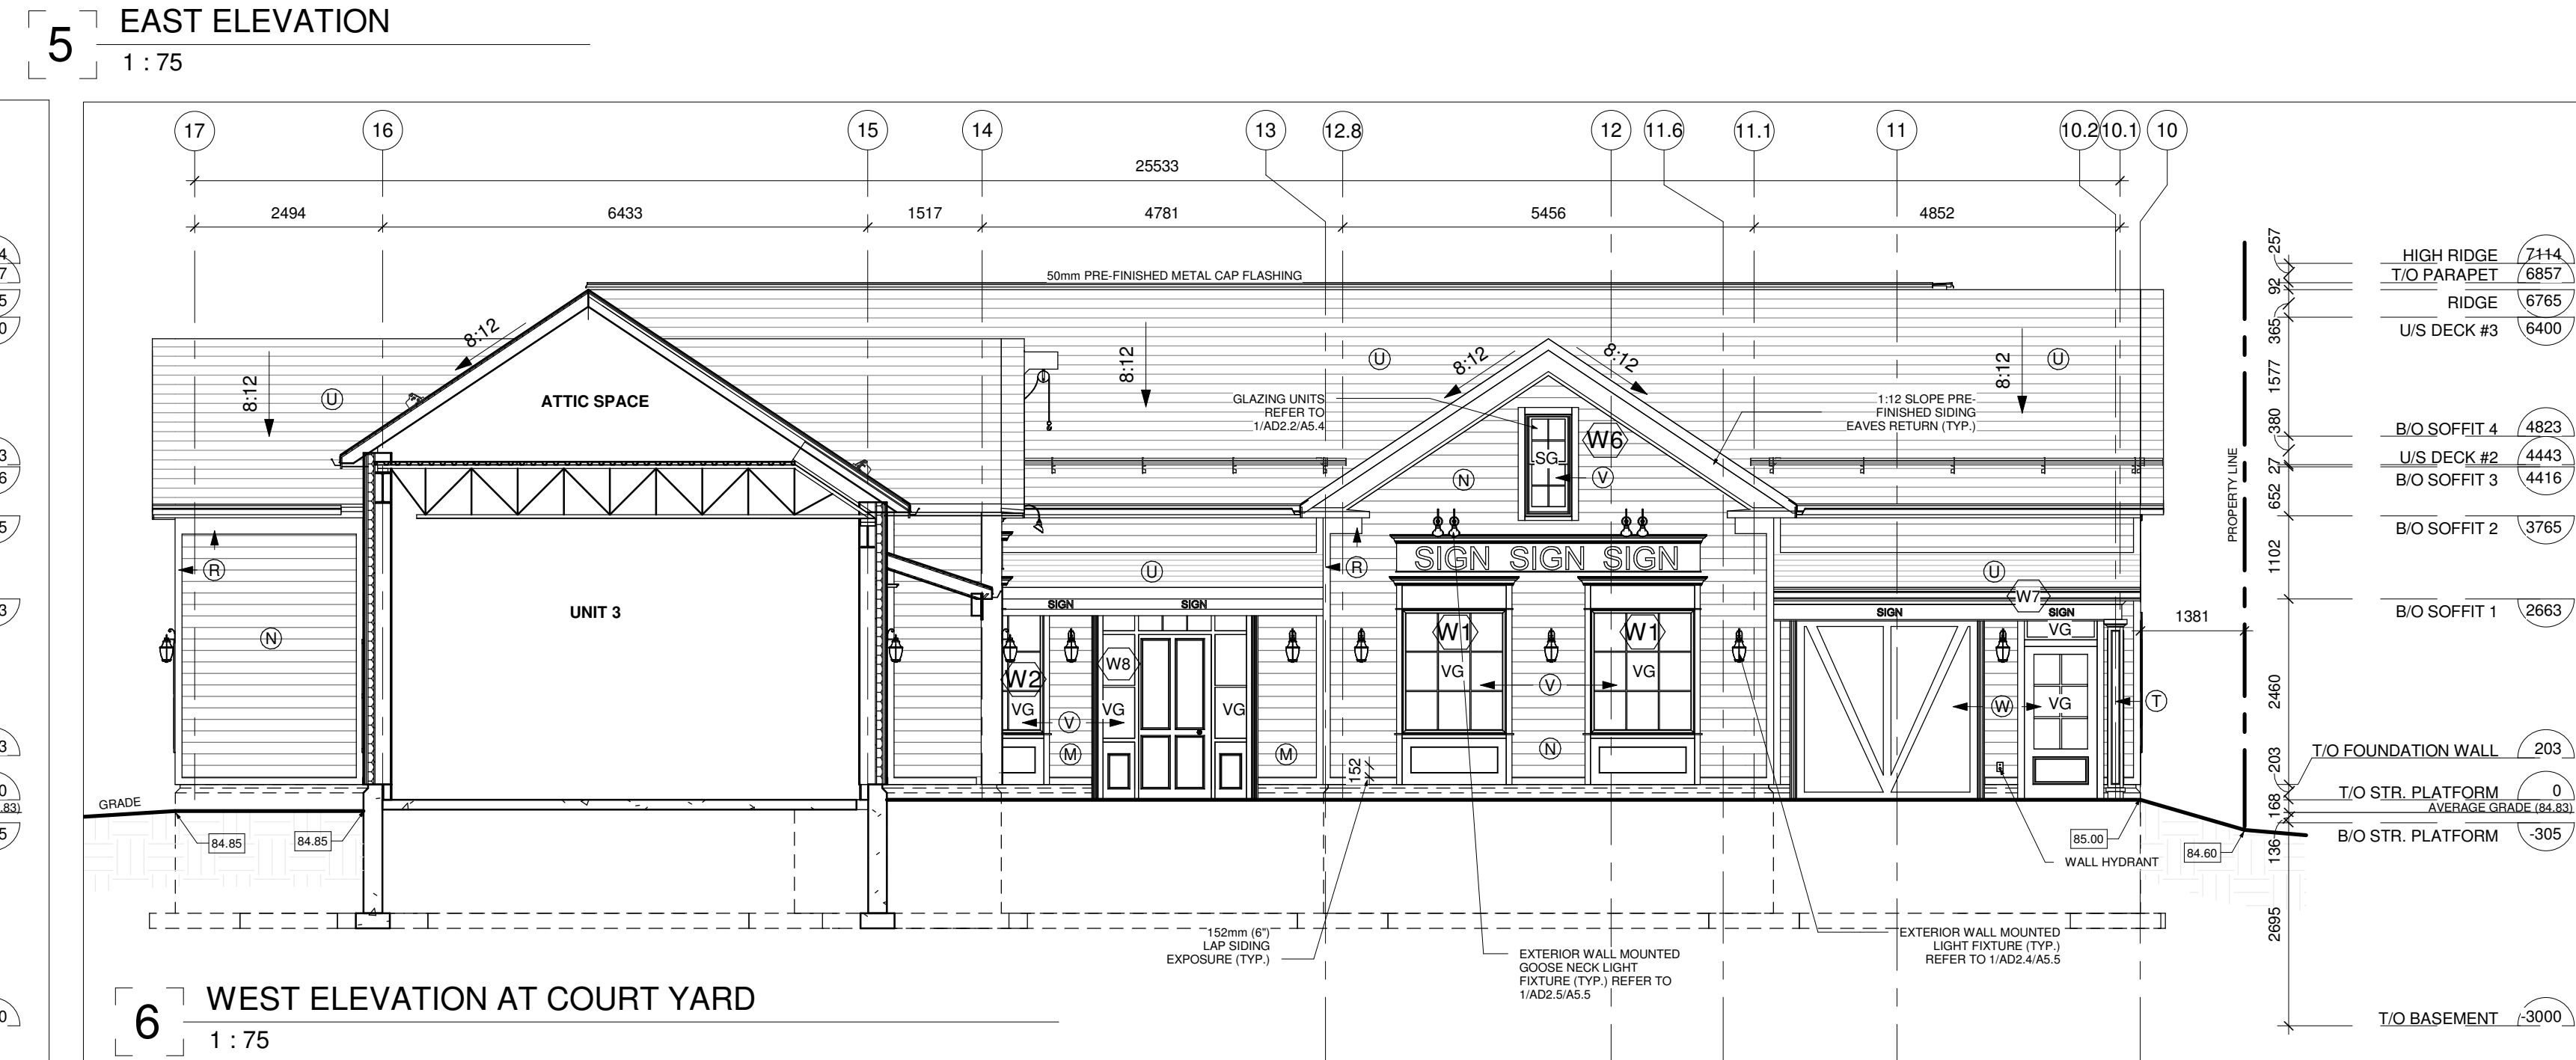 5
EAST ELEVATION
1 : 75
17
16
15
14
13
12.8
12
11.6
11.1
11
10.2
10.1
10
25533
2494
6433
1517
4781
5456
4852
50mm PRE-FINISHED METAL CAP FLASHING
8:12
8:12
8:12
8:12
8:12
8:12
U
U
U
ATTIC SPACE
GLAZING UNITS
REFER TO
1/AD2.2/A5.4
1:12 SLOPE PRE-
FINISHED SIDING
EAVES RETURN (TYP.)
W6
SG
N
V
R
R
U
U
SIGN SIGN SIGN
SIGN
SIGN
SIGN
SIGN
W7
UNIT 3
N
W8
W2
W1
W1
VG
VG
VG
VG
VG
VG
VG
V
V
W
T
M
M
N
152
1381
PROPERTY LINE
GRADE
84.85
84.85
85.00
84.60
WALL HYDRANT
152mm (6")
LAP SIDING
EXPOSURE (TYP.)
EXTERIOR WALL MOUNTED
GOOSE NECK LIGHT
FIXTURE (TYP.) REFER TO
1/AD2.5/A5.5
EXTERIOR WALL MOUNTED
LIGHT FIXTURE (TYP.)
REFER TO 1/AD2.4/A5.5
257
92
365
1577
380
27
652
1102
2460
203
168
136
2695
HIGH RIDGE 7114
T/O PARAPET 6857
RIDGE 6765
U/S DECK #3 6400
B/O SOFFIT 4 4823
U/S DECK #2 4443
B/O SOFFIT 3 4416
B/O SOFFIT 2 3765
B/O SOFFIT 1 2663
T/O FOUNDATION WALL 203
T/O STR. PLATFORM 0
AVERAGE GRADE (84.83)
B/O STR. PLATFORM -305
T/O BASEMENT -3000
6
WEST ELEVATION AT COURT YARD
1 : 75